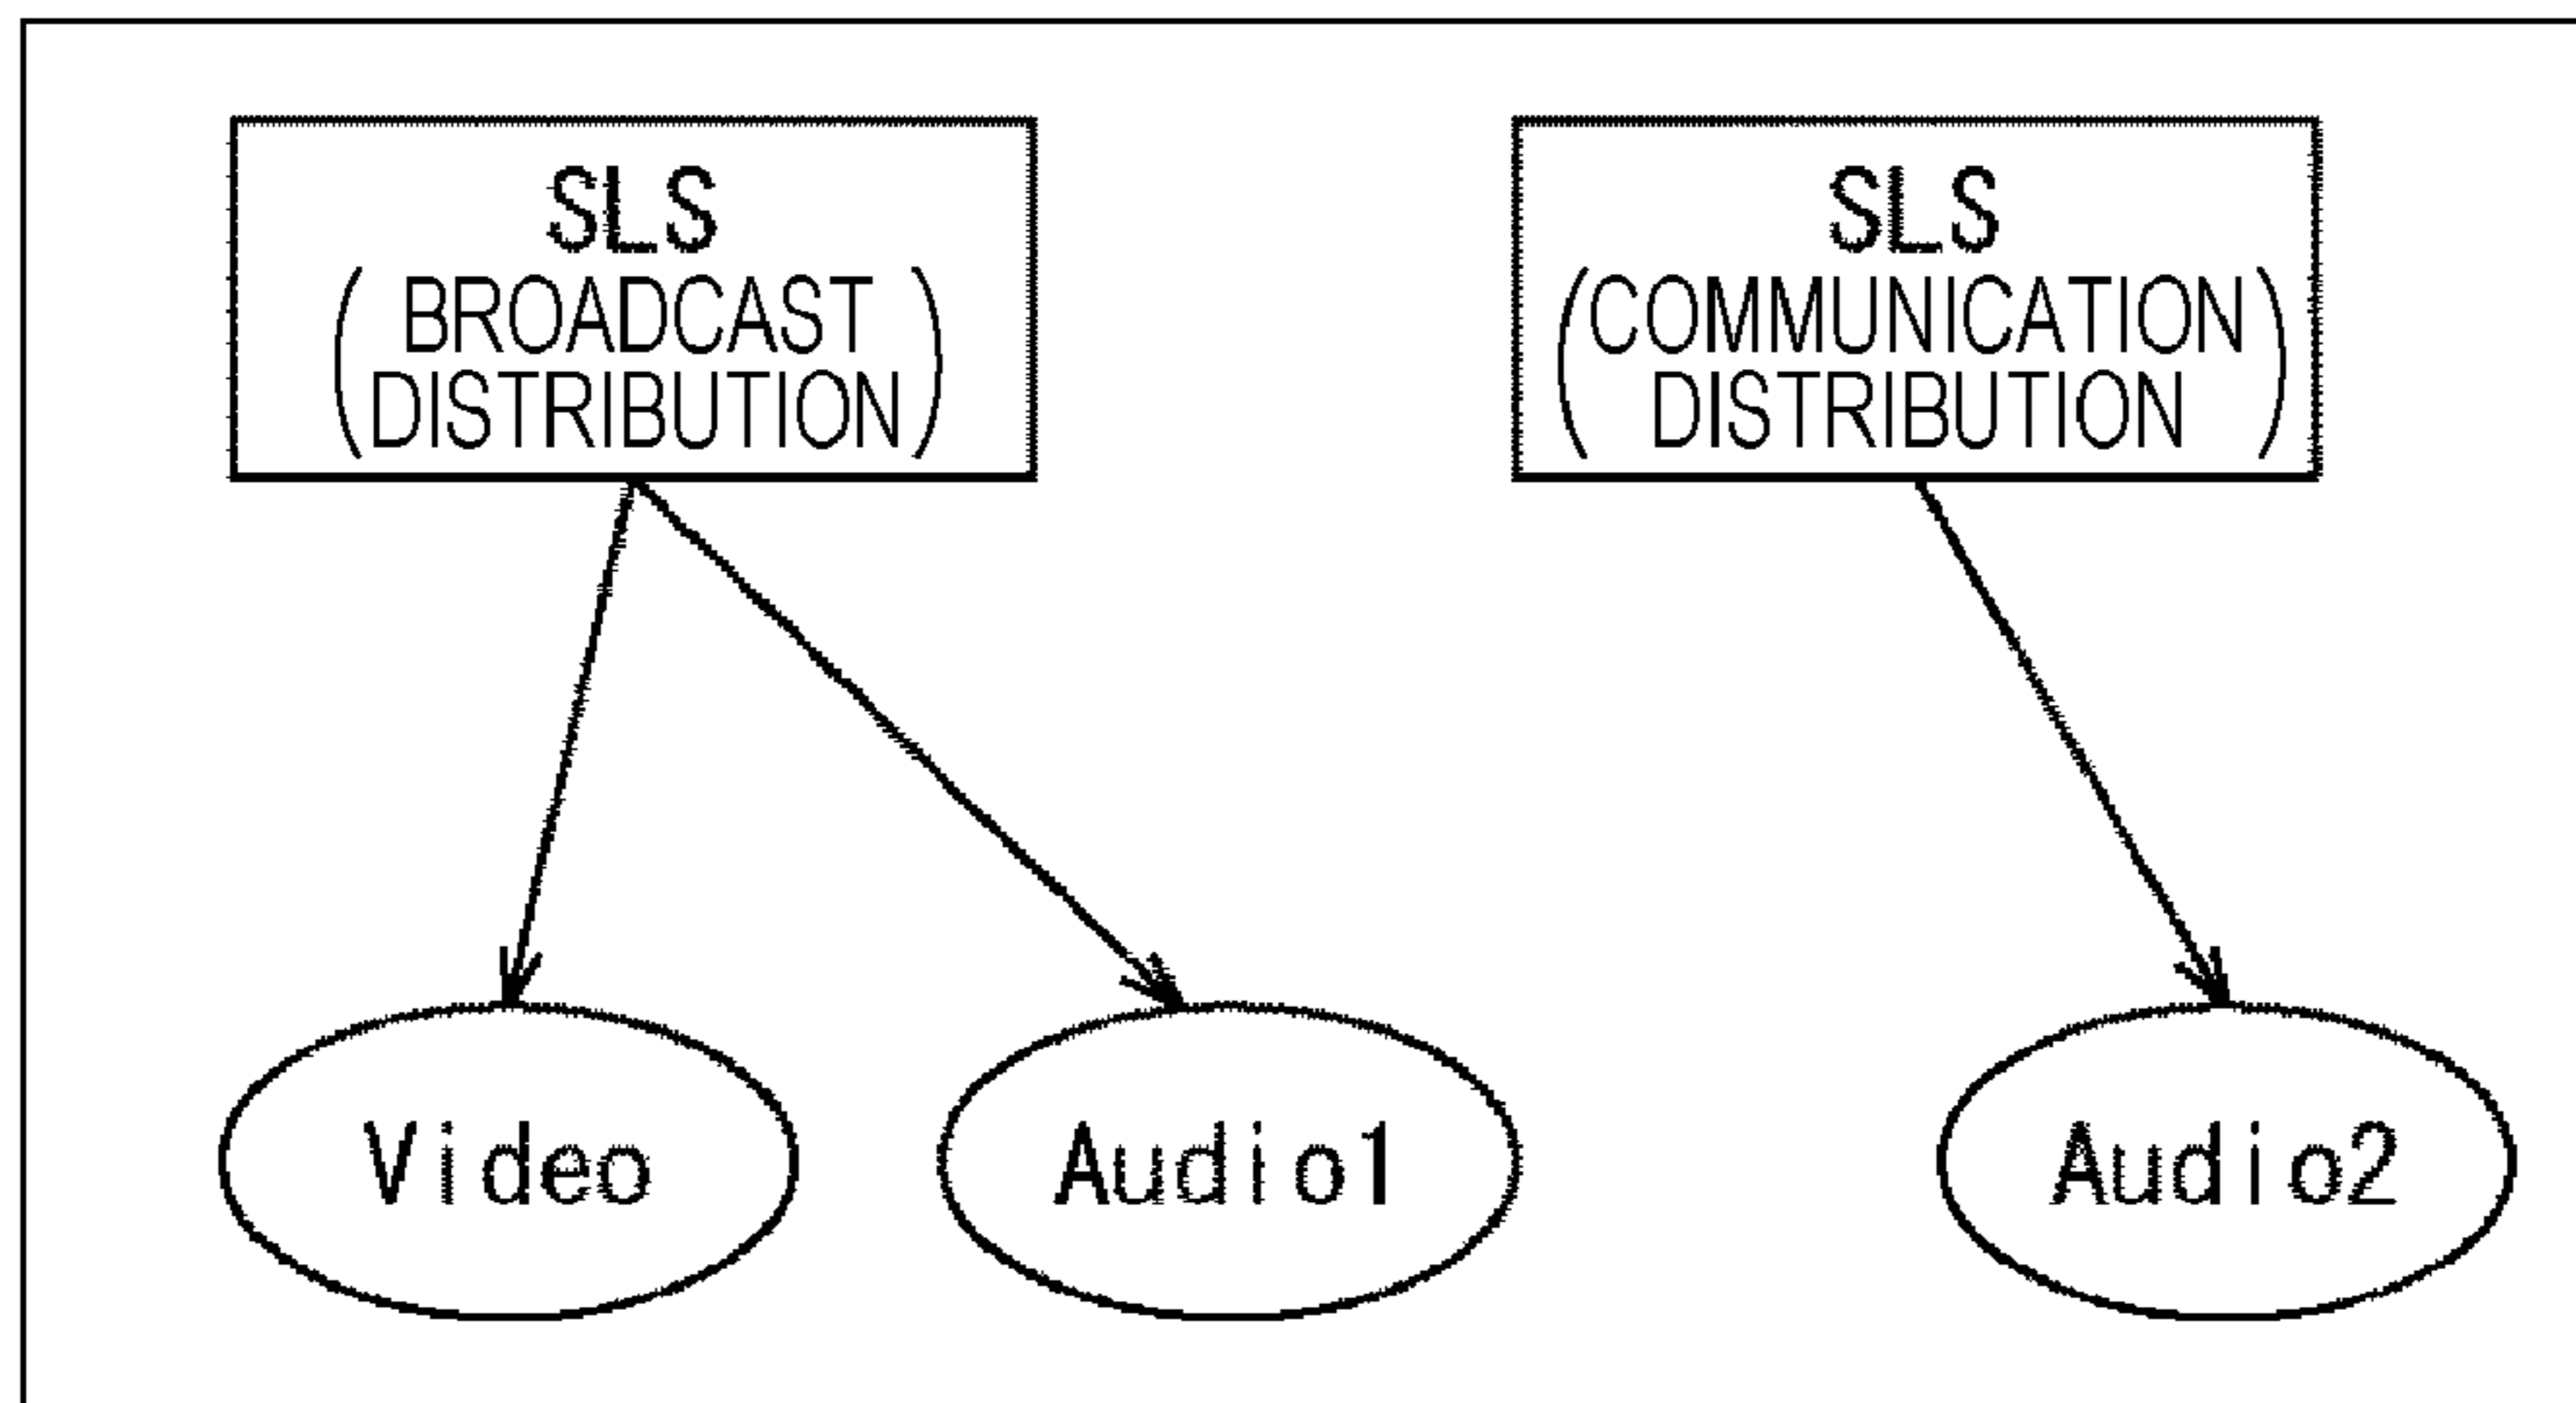 SLS
(BROADCAST
DISTRIBUTION)
SLS
(COMMUNICATION
DISTRIBUTION)
Video
Audio1
Audio2